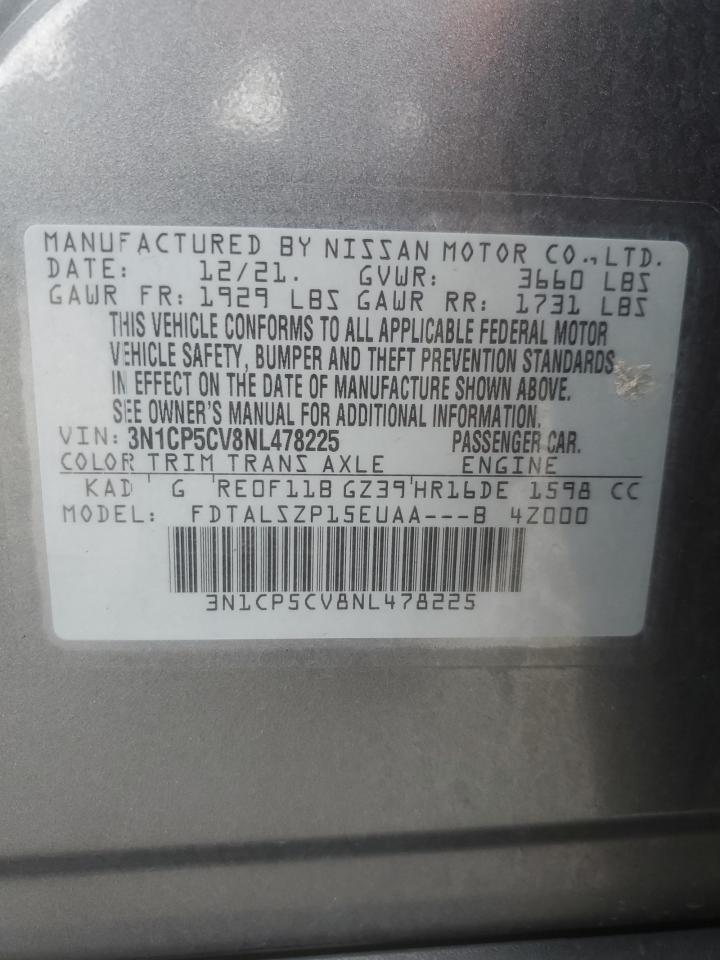 MANUFACTURED BY NISSAN MOTOR CO.,LTD.
DATE: 12/21. GVWR: 3660 LBS
GAWR FR: 1929 LBS GAWR RR: 1731 LBS
THIS VEHICLE CONFORMS TO ALL APPLICABLE FEDERAL MOTOR
VEHICLE SAFETY, BUMPER AND THEFT PREVENTION STANDARDS
IN EFFECT ON THE DATE OF MANUFACTURE SHOWN ABOVE.
SEE OWNER'S MANUAL FOR ADDITIONAL INFORMATION.
VIN: 3N1CP5CV8NL478225 PASSENGER CAR.
COLOR TRIM TRANS AXLE ENGINE
KAD G RE0F11B GZ39 HR16DE 1598 CC
MODEL: FDTALSZP15EUAA---B 4Z000
3N1CP5CV8NL478225